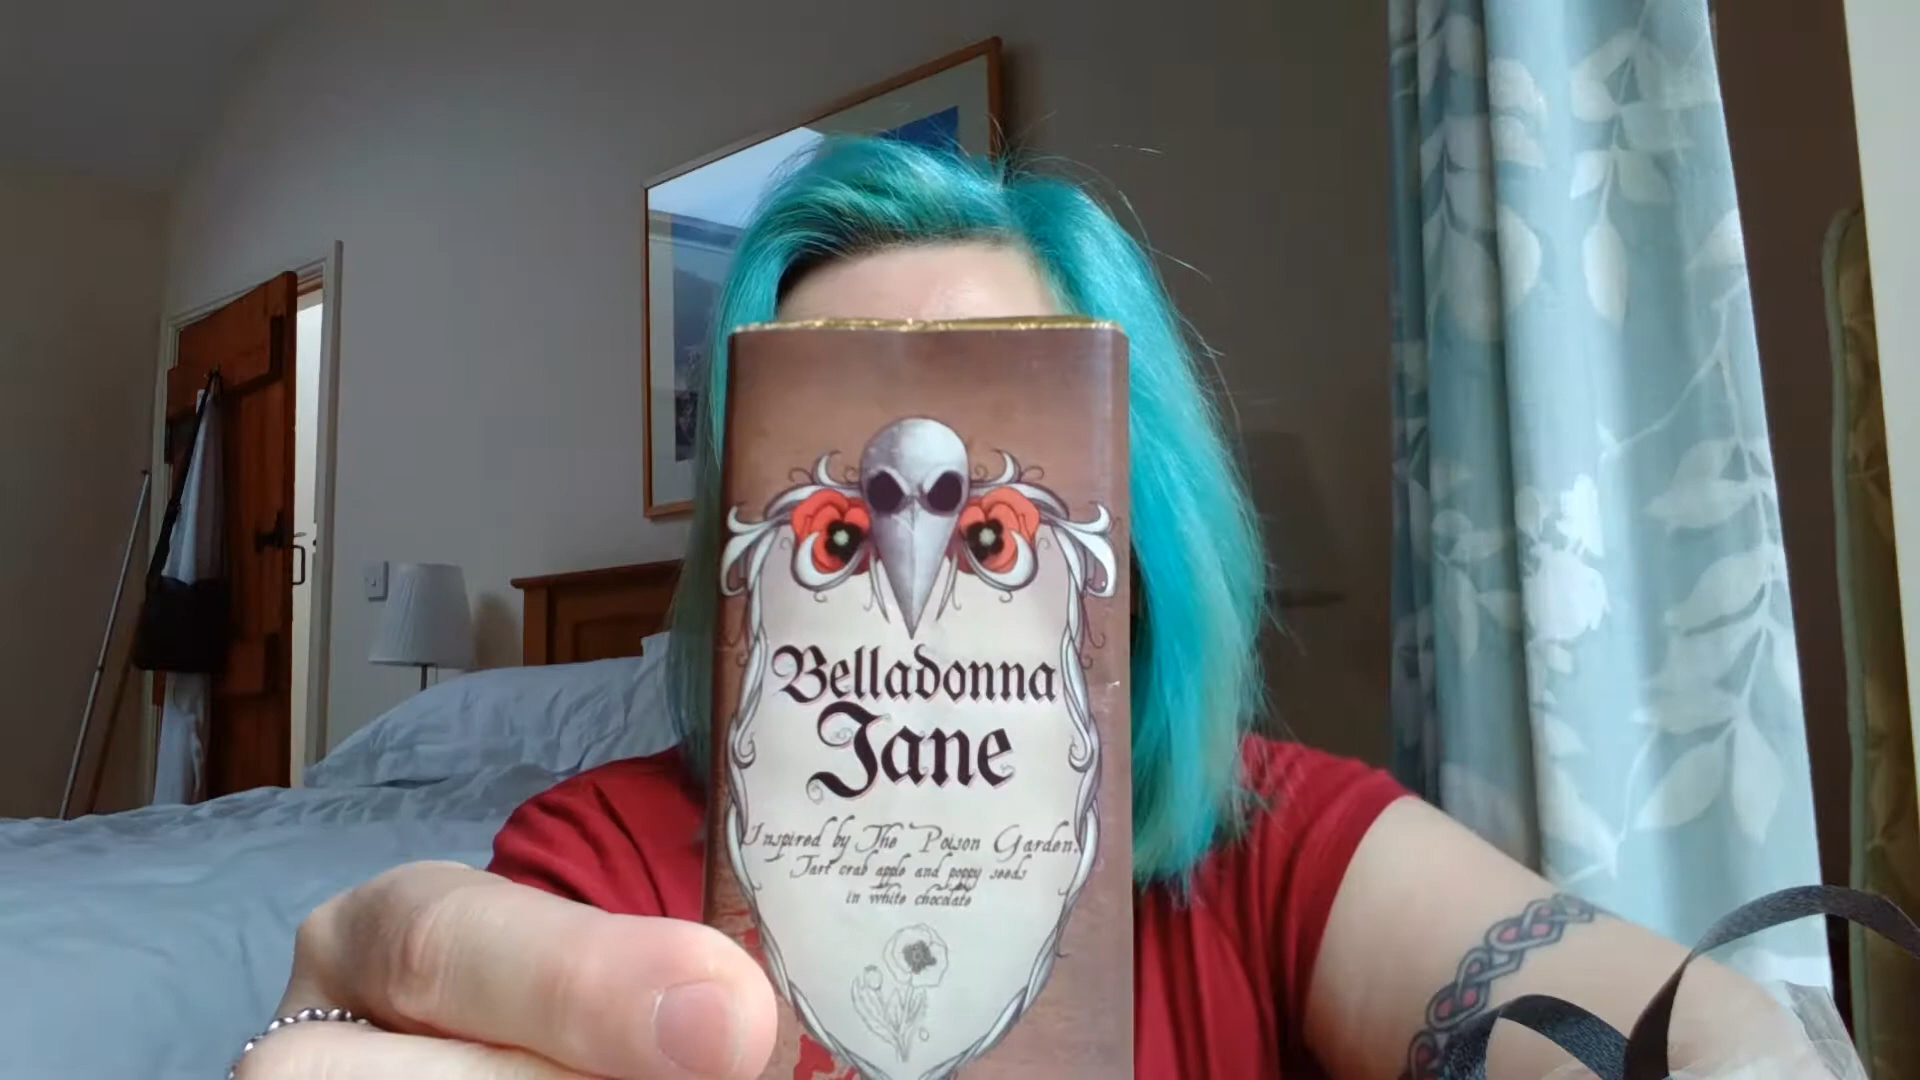 Belladonna
Jane
Inspired by The Poison Garden.
Tart crab apple and poppy seeds
in white chocolate